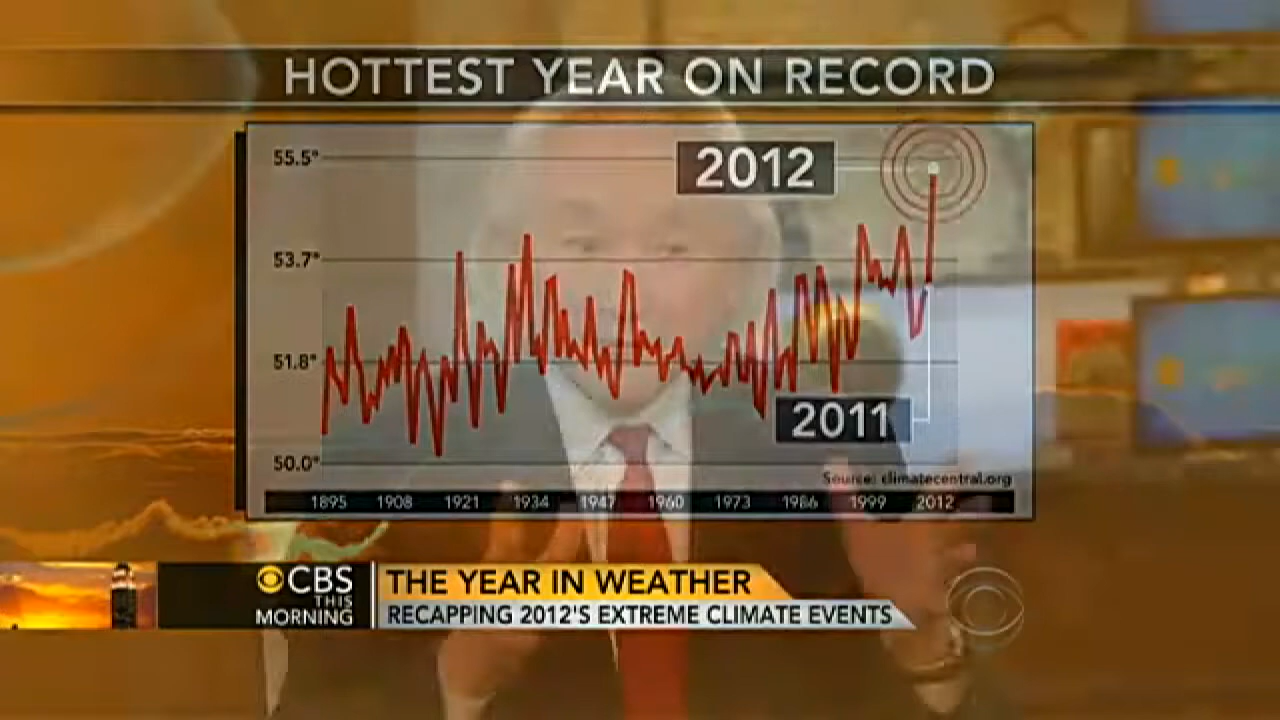 HOTTEST YEAR ON RECORD
55.5°
2012
53.7°
51.8°
2011
50.0°
Source: climatecentral.org
1895 1908 1921 1934 1947 1960 1973 1986 1999 2012
CBS
THIS
MORNING
THE YEAR IN WEATHER
RECAPPING 2012'S EXTREME CLIMATE EVENTS